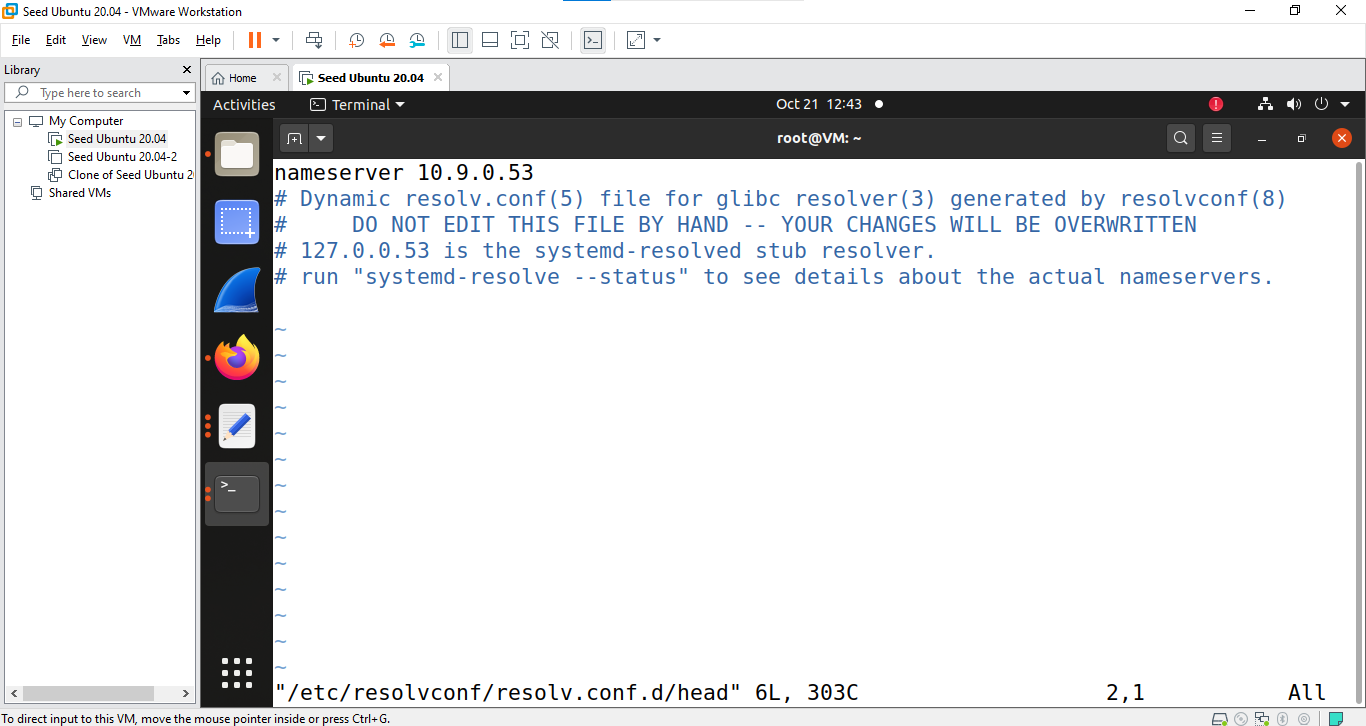 Seed Ubuntu 20.04 - VMware Workstation
File Edit View VM Tabs Help
Library
Type here to search
My Computer
Seed Ubuntu 20.04
Seed Ubuntu 20.04-2
Clone of Seed Ubuntu 2
Shared VMs
Home
Seed Ubuntu 20.04
Activities
Terminal
Oct 21 12:43
root@VM: ~
nameserver 10.9.0.53
# Dynamic resolv.conf(5) file for glibc resolver(3) generated by resolvconf(8)
#     DO NOT EDIT THIS FILE BY HAND -- YOUR CHANGES WILL BE OVERWRITTEN
# 127.0.0.53 is the systemd-resolved stub resolver.
# run "systemd-resolve --status" to see details about the actual nameservers.
~
~
~
~
~
~
~
~
~
~
~
~
~
~
"/etc/resolvconf/resolv.conf.d/head" 6L, 303C 2,1 All
To direct input to this VM, move the mouse pointer inside or press Ctrl+G.